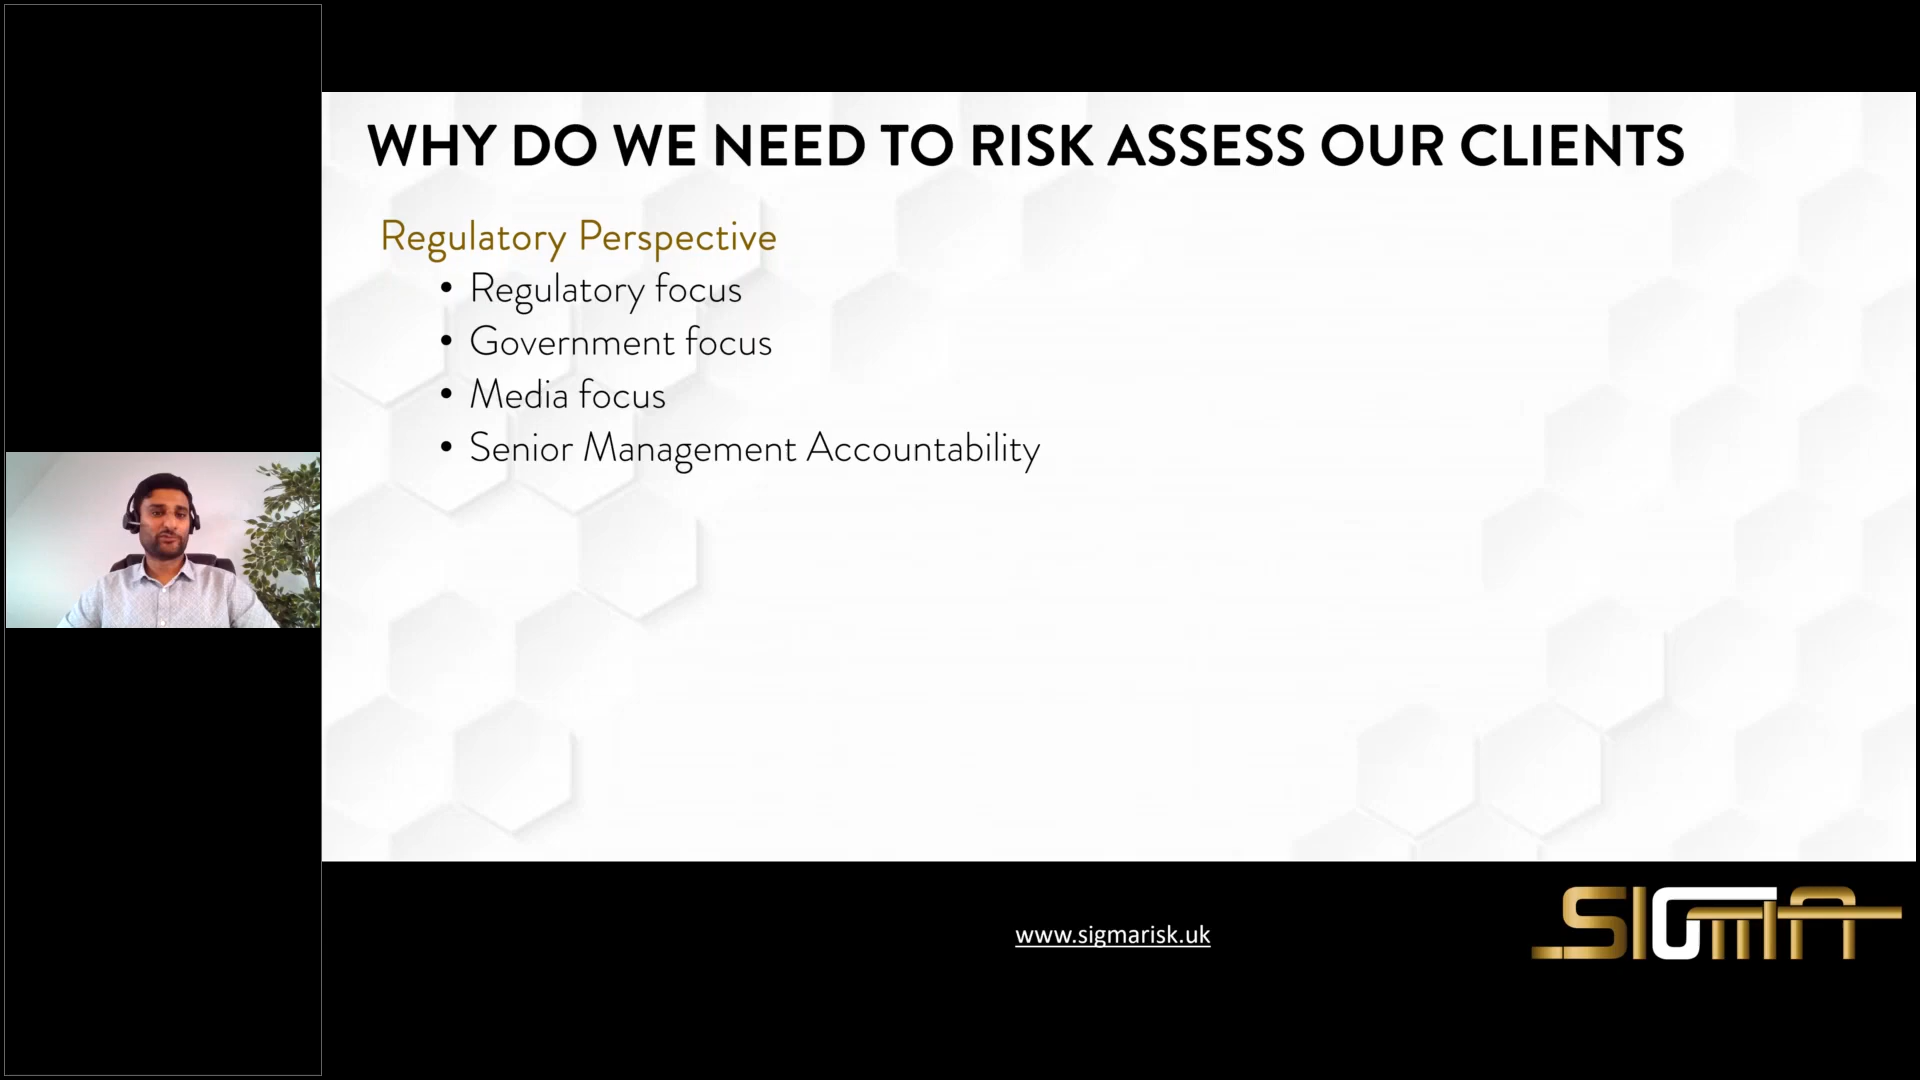 WHY DO WE NEED TO RISK ASSESS OUR CLIENTS
Regulatory Perspective
• Regulatory focus
• Government focus
• Media focus
• Senior Management Accountability
www.sigmarisk.uk
SIGMA